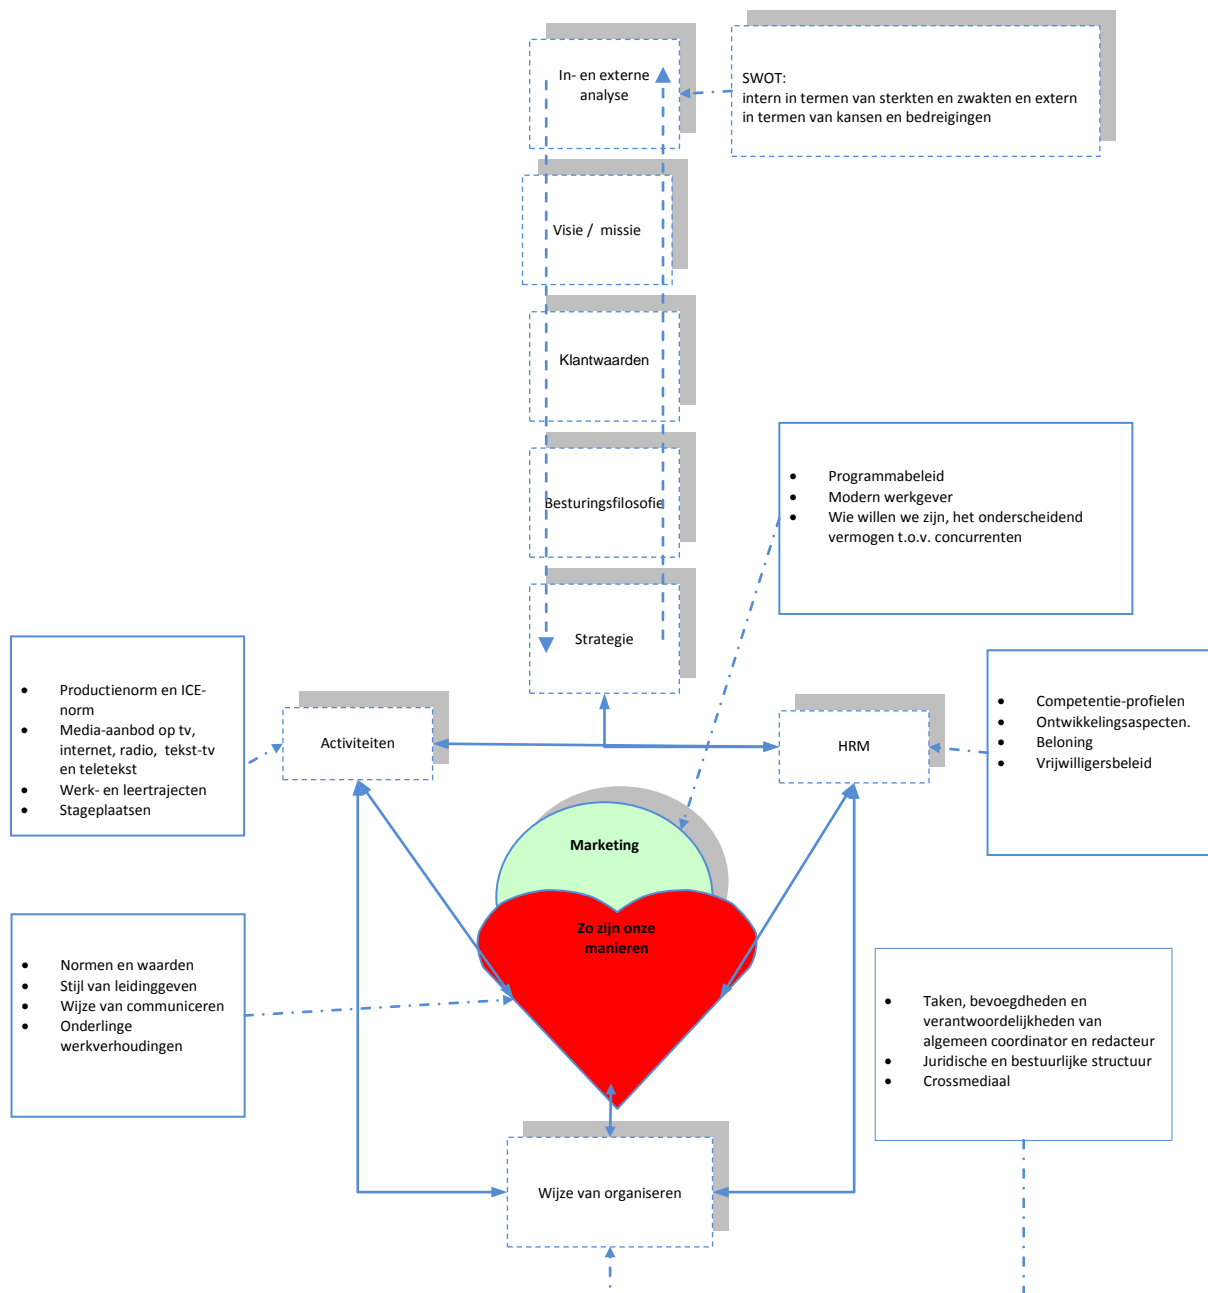 In- en externe
analyse
SWOT:
intern in termen van sterkten en zwakten en extern
in termen van kansen en bedreigingen
Visie / missie
Klantwaarden
Besturingsfilosofie
• Programmabeleid
• Modern werkgever
• Wie willen we zijn, het onderscheidend
vermogen t.o.v. concurrenten
Strategie
• Productienorm en ICE-
norm
• Media-aanbod op tv,
internet, radio, tekst-tv
en teletekst
• Werk- en leertrajecten
• Stageplaatsen
Activiteiten
HRM
• Competentie-profielen
• Ontwikkelingsaspecten.
• Beloning
• Vrijwilligersbeleid
Marketing
Zo zijn onze
manieren
• Normen en waarden
• Stijl van leidinggeven
• Wijze van communiceren
• Onderlinge
werkverhoudingen
• Taken, bevoegdheden en
verantwoordelijkheden van
algemeen coordinator en redacteur
• Juridische en bestuurlijke structuur
• Crossmediaal
Wijze van organiseren